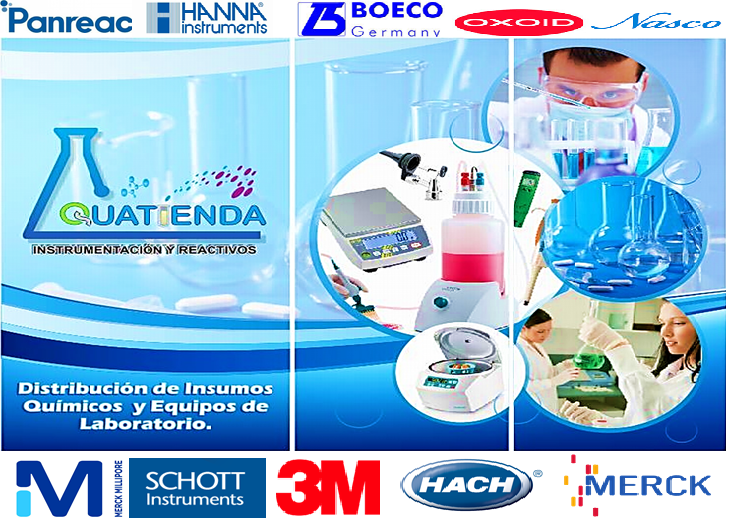 Panreac
HANNA
instruments
BOECO
Germany
OXOID
Nasco
QUATIENDA
INSTRUMENTACIÓN Y REACTIVOS
Distribución de Insumos
Químicos y Equipos de
Laboratorio.
MERCK MILLIPORE
SCHOTT
Instruments
3M
HACH
MERCK